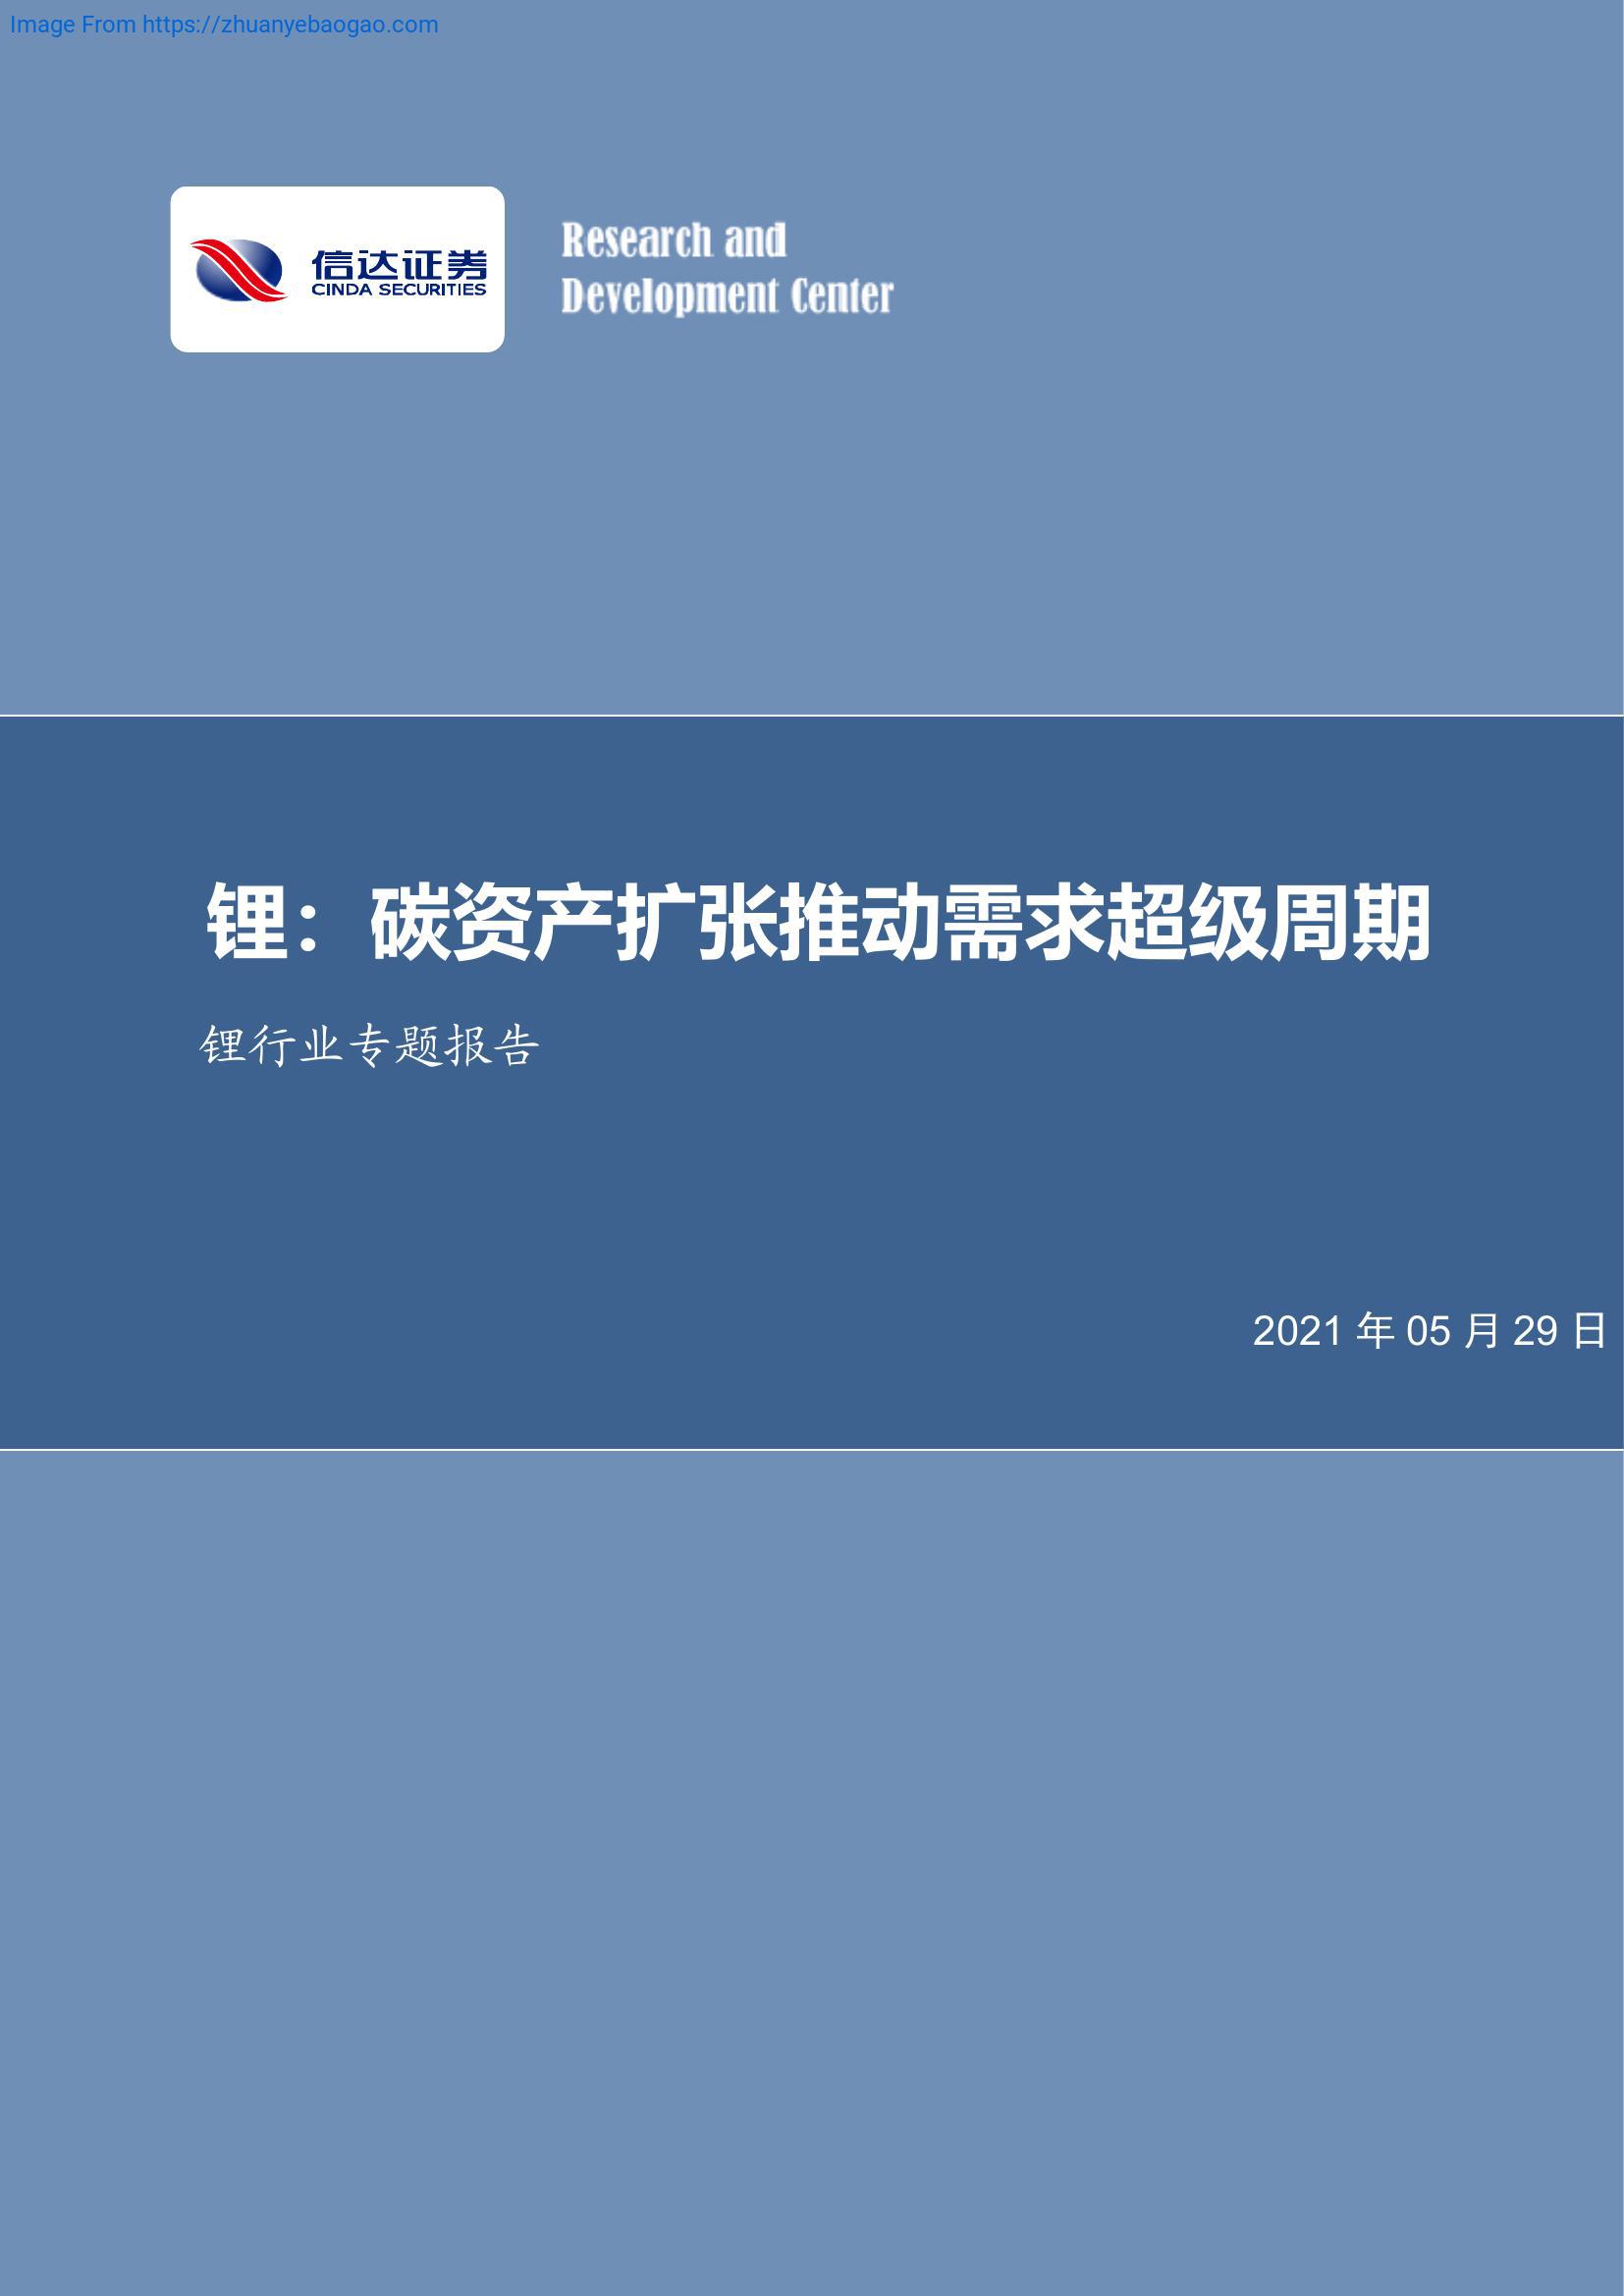 Image From https://zhuanyebaogao.com
信达证券
CINDA SECURITIES
Research and
Development Center
锂：碳资产扩张推动需求超级周期
锂行业专题报告
2021 年 05 月 29 日